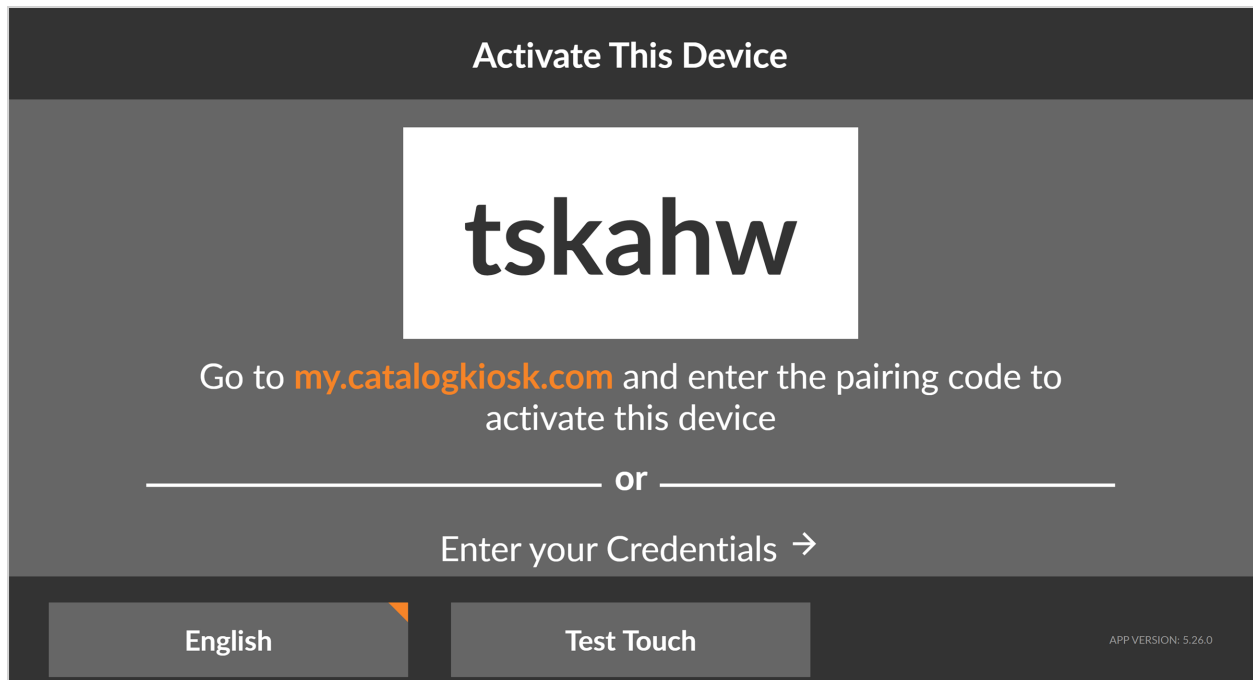 Activate This Device
tskahw
Go to my.catalogkiosk.com and enter the pairing code to
activate this device
or
Enter your Credentials →
English
Test Touch
APP VERSION: 5.26.0